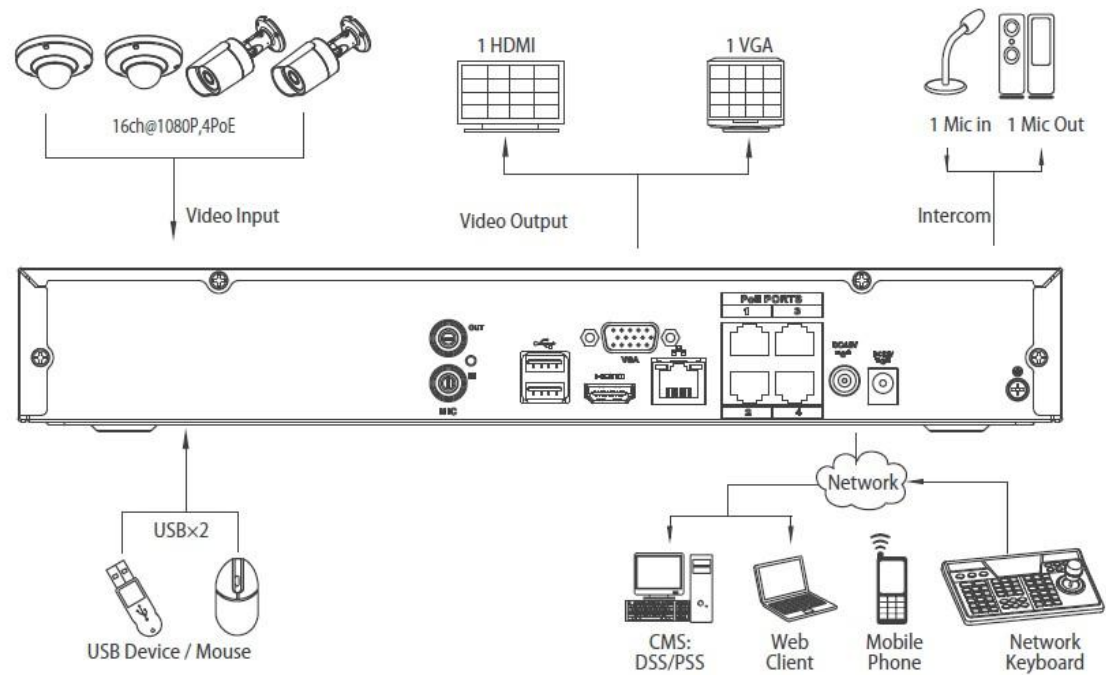 1 HDMI
1 VGA
16ch@1080P,4PoE
1 Mic in
1 Mic Out
Video Input
Video Output
Intercom
PoE PORTS
1 3
OUT
VGA
HDMI
IN
MIC
2 4
Network
USB×2
USB Device / Mouse
CMS:
DSS/PSS
Web
Client
Mobile
Phone
Network
Keyboard